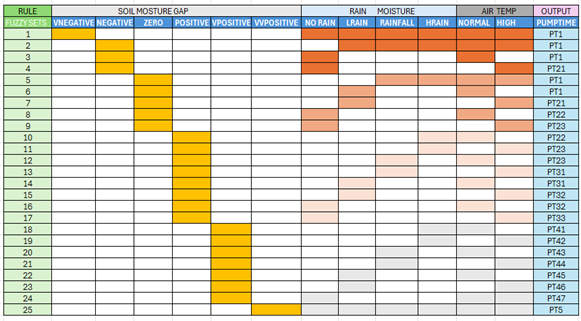 RULE SOIL MOSTURE GAP RAIN MOISTURE AIR TEMP OUTPUT
FUZZY/SETS VNEGATIVE NEGATIVE ZERO POSITIVE VPOSITIVE VVPOSITIVE NO RAIN LRAIN RAINFALL HRAIN NORMAL HIGH PUMPTIME
1 PT1
2 PT1
3 PT1
4 PT21
5 PT1
6 PT1
7 PT21
8 PT22
9 PT23
10 PT22
11 PT23
12 PT23
13 PT31
14 PT31
15 PT32
16 PT32
17 PT33
18 PT41
19 PT42
20 PT43
21 PT44
22 PT45
23 PT46
24 PT47
25 PT5